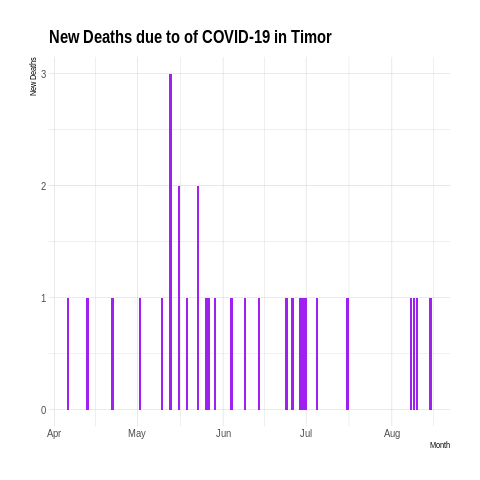 New Deaths due to of COVID-19 in Timor
New Deaths
3
2
1
0
Apr May Jun Jul Aug
Month